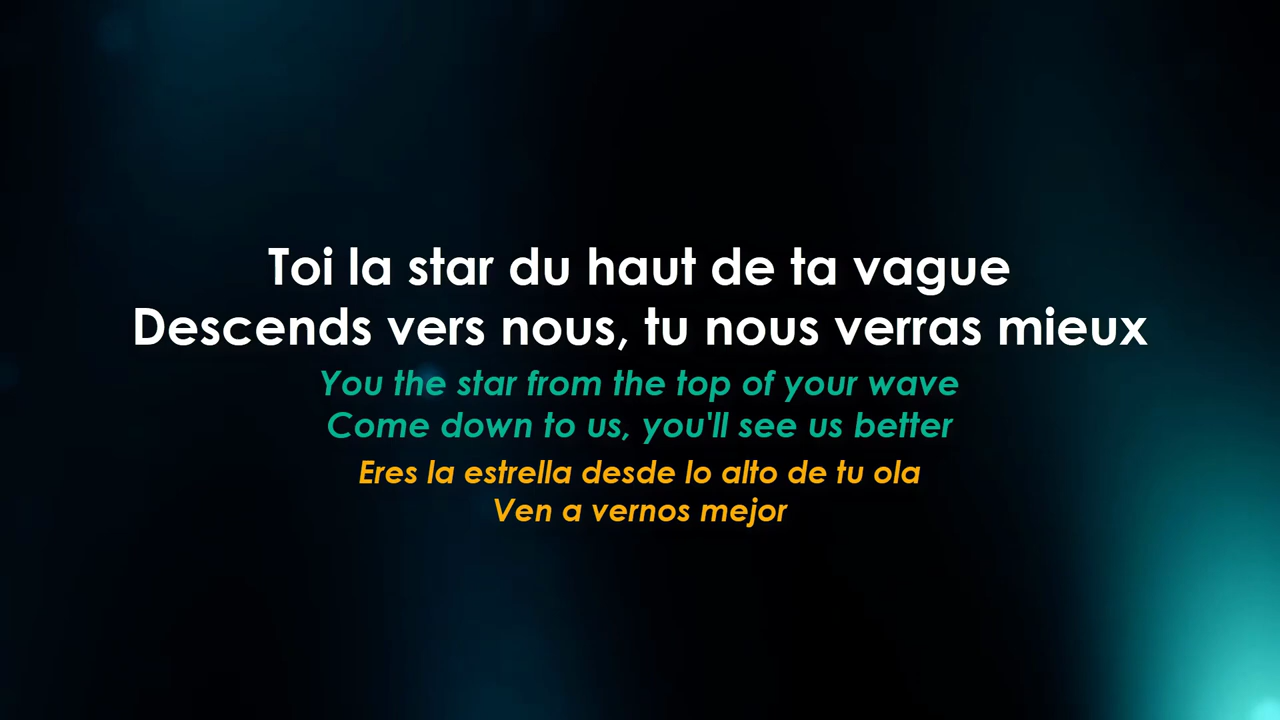 Toi la star du haut de ta vague
Descends vers nous, tu nous verras mieux
You the star from the top of your wave
Come down to us, you'll see us better
Eres la estrella desde lo alto de tu ola
Ven a vernos mejor